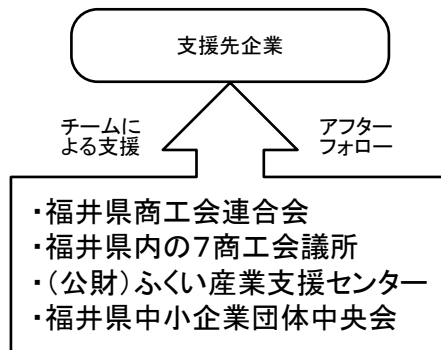 支援先企業
チームに
よる支援
アフター
フォロー
・福井県商工会連合会
・福井県内の７商工会議所
・(公財)ふくい産業支援センター
・福井県中小企業団体中央会